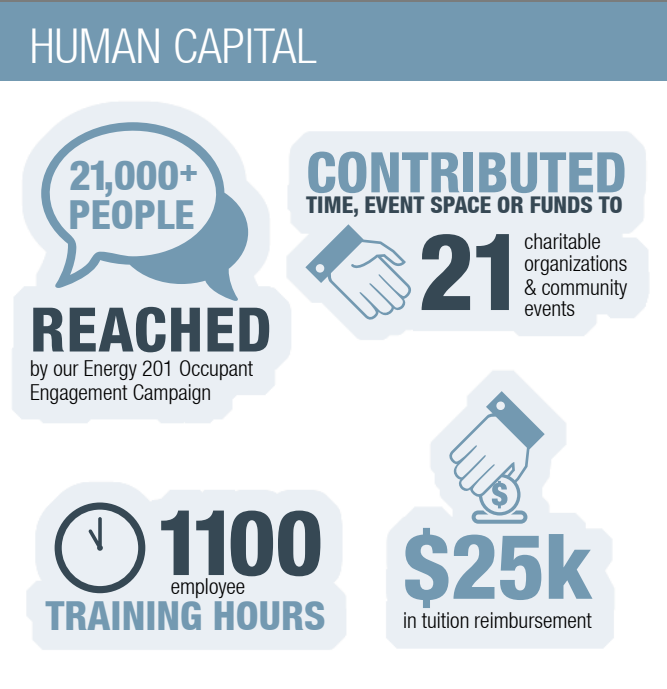 HUMAN CAPITAL
21,000+
PEOPLE
REACHED
by our Energy 201 Occupant
Engagement Campaign
CONTRIBUTED
TIME, EVENT SPACE OR FUNDS TO
21
charitable
organizations
& community
events
1100
employee
TRAINING HOURS
$
$25k
in tuition reimbursement